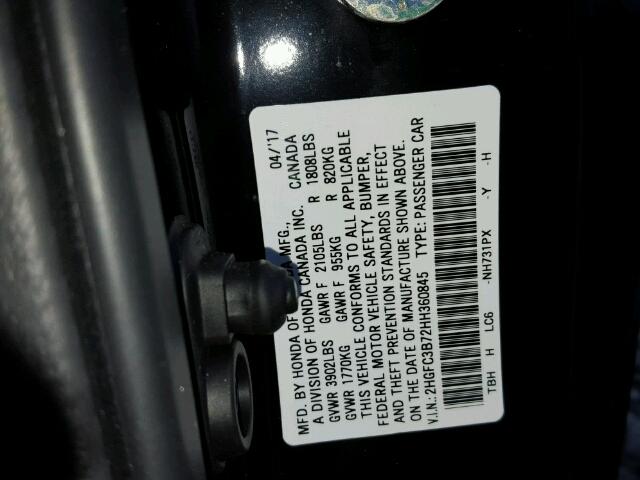 MFD. BY HONDA OF CANADA MFG., 04/'17
A DIVISION OF HONDA CANADA INC. CANADA
GVWR 3902LBS GAWR F 2105LBS R 1808LBS
GVWR 1770KG GAWR F 955KG R 820KG
THIS VEHICLE CONFORMS TO ALL APPLICABLE
FEDERAL MOTOR VEHICLE SAFETY, BUMPER,
AND THEFT PREVENTION STANDARDS IN EFFECT
ON THE DATE OF MANUFACTURE SHOWN ABOVE.
V.I.N.: 2HGFC3B72HH360845 TYPE: PASSENGER CAR
TBH H LC6 -NH731PX -Y -H